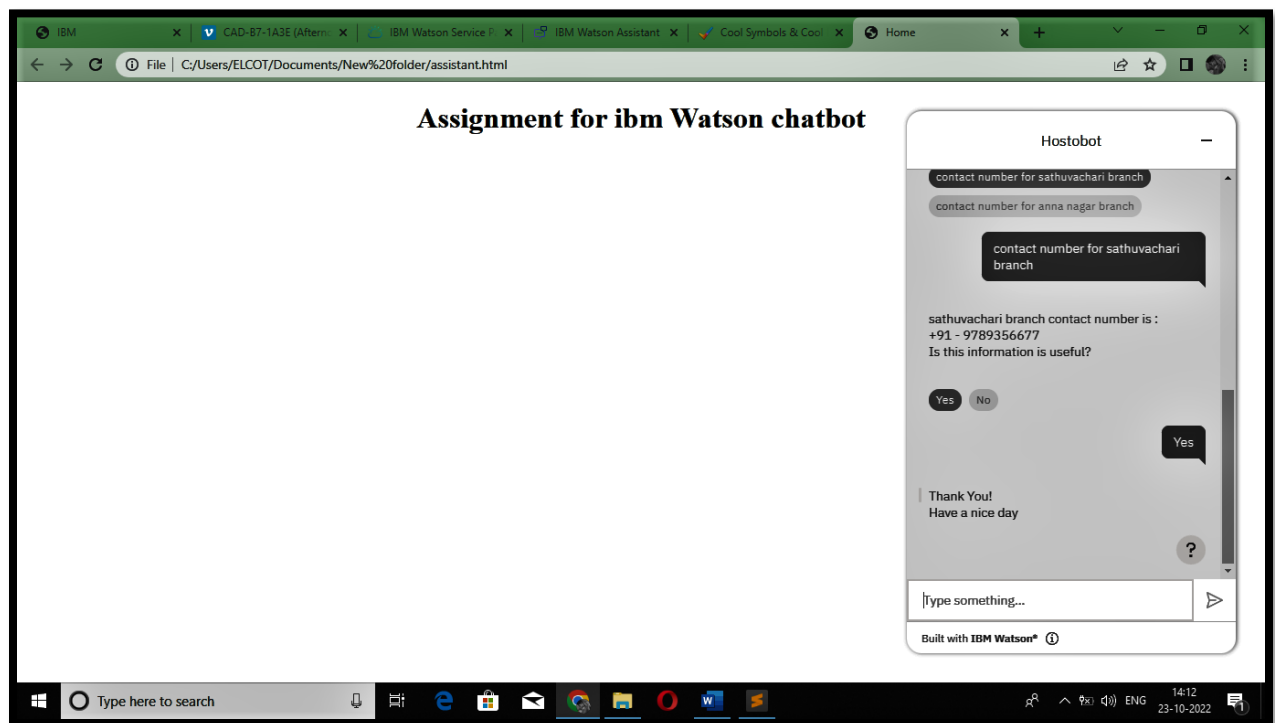 IBM
CAD-B7-1A3E (Afterno
IBM Watson Service P
IBM Watson Assistant
Cool Symbols & Cool
Home
File | C:/Users/ELCOT/Documents/New%20folder/assistant.html
Assignment for ibm Watson chatbot
Hostobot
contact number for sathuvachari branch
contact number for anna nagar branch
contact number for sathuvachari
branch
sathuvachari branch contact number is :
+91 - 9789356677
Is this information is useful?
Yes No
Yes
Thank You!
Have a nice day
?
Type something...
Built with IBM Watson®
Type here to search
ENG
14:12
23-10-2022
1